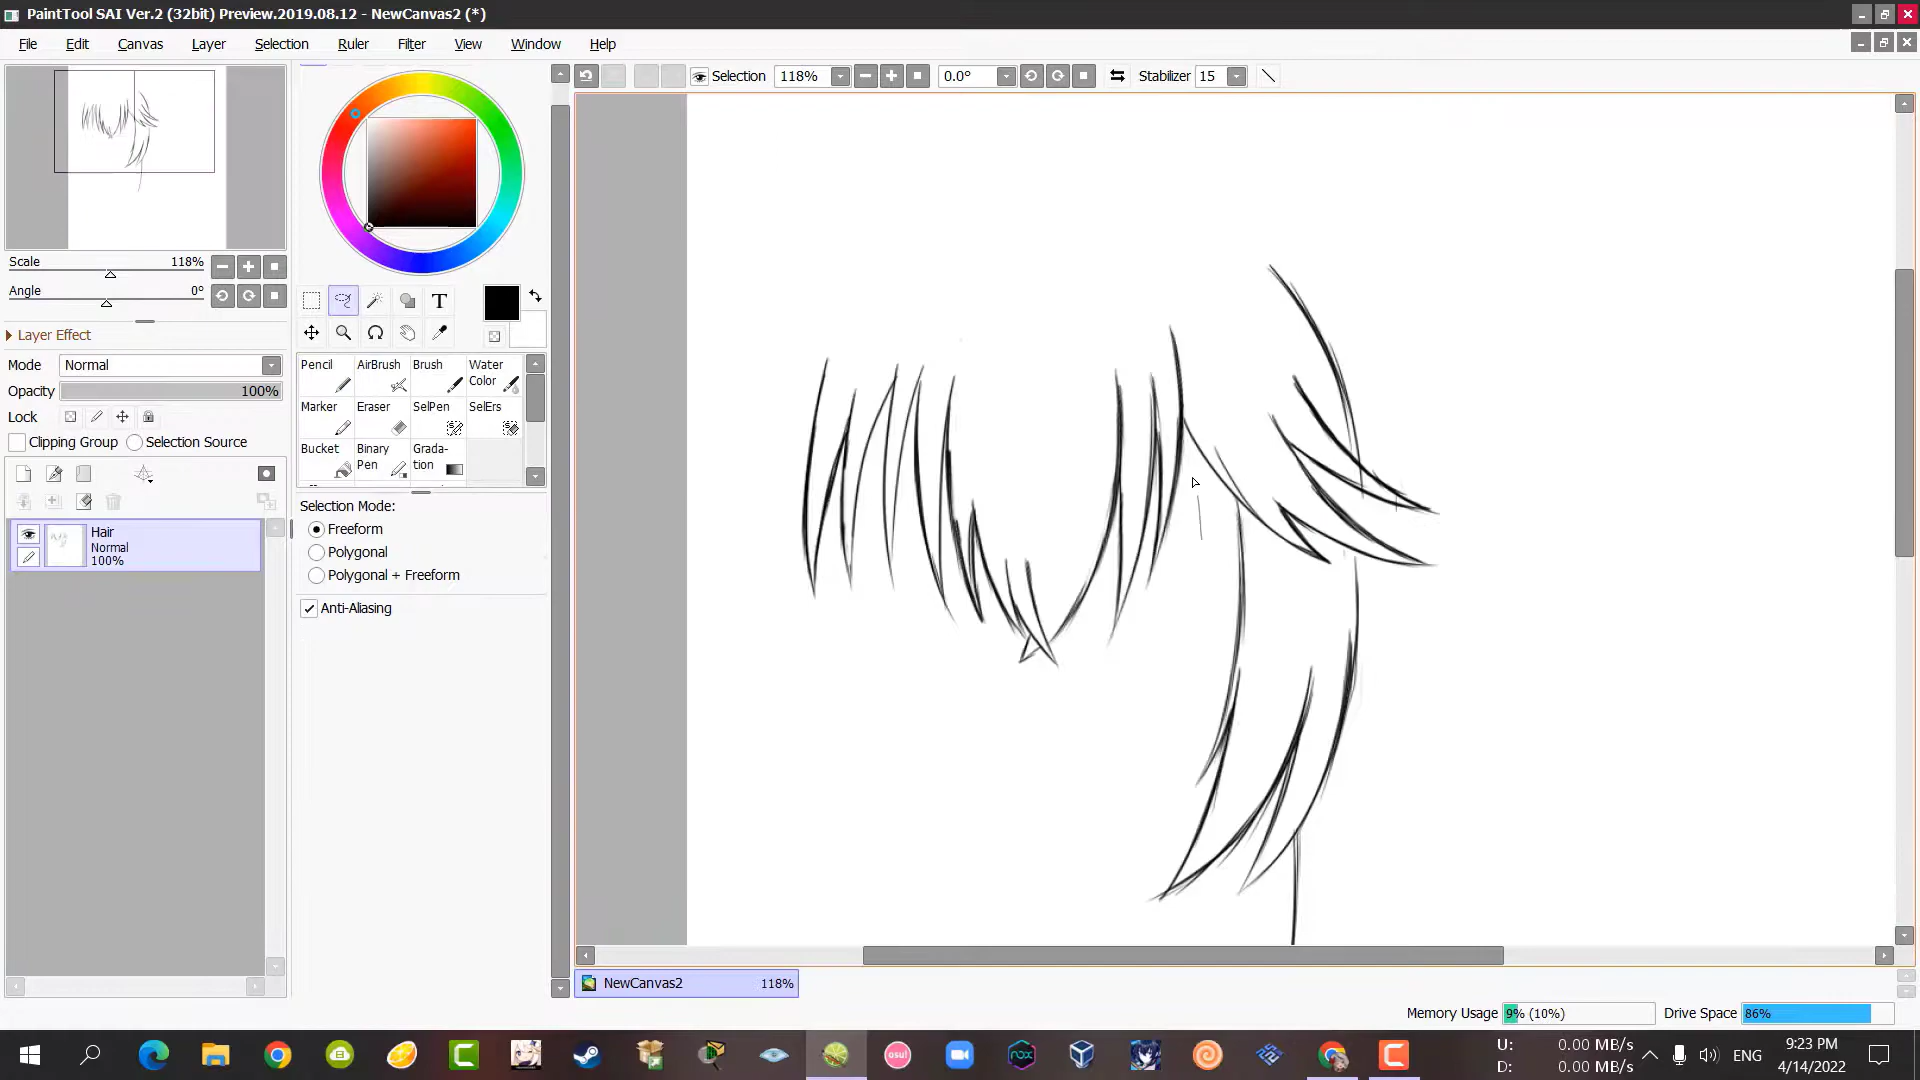 PaintTool SAI Ver.2 (32bit) Preview.2019.08.12 - NewCanvas2 (*)
File Edit Canvas Layer Selection Ruler Filter View Window Help
Selection 118% 0.0° Stabilizer 15
Scale 118%
Angle 0°
Layer Effect
Mode Normal
Opacity 100%
Lock
Clipping Group Selection Source
Hair
Normal
100%
T
Pencil AirBrush Brush Water Color
Marker Eraser SelPen SelErs
Bucket Binary Pen Grada-tion
Selection Mode:
Freeform
Polygonal
Polygonal + Freeform
Anti-Aliasing
NewCanvas2 118%
Memory Usage 9% (10%) Drive Space 86%
osu!
nox
U: 0.00 MB/s
D: 0.00 MB/s
ENG
9:23 PM
4/14/2022